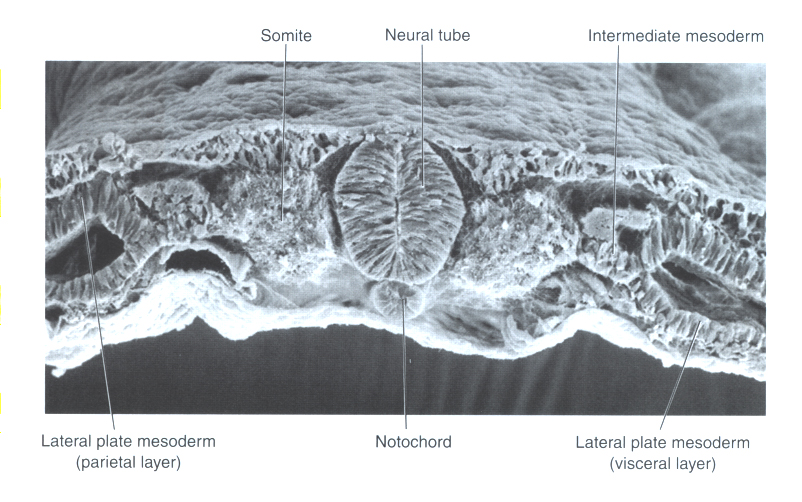 Somite
Neural tube
Intermediate mesoderm
Lateral plate mesoderm
(parietal layer)
Notochord
Lateral plate mesoderm
(visceral layer)